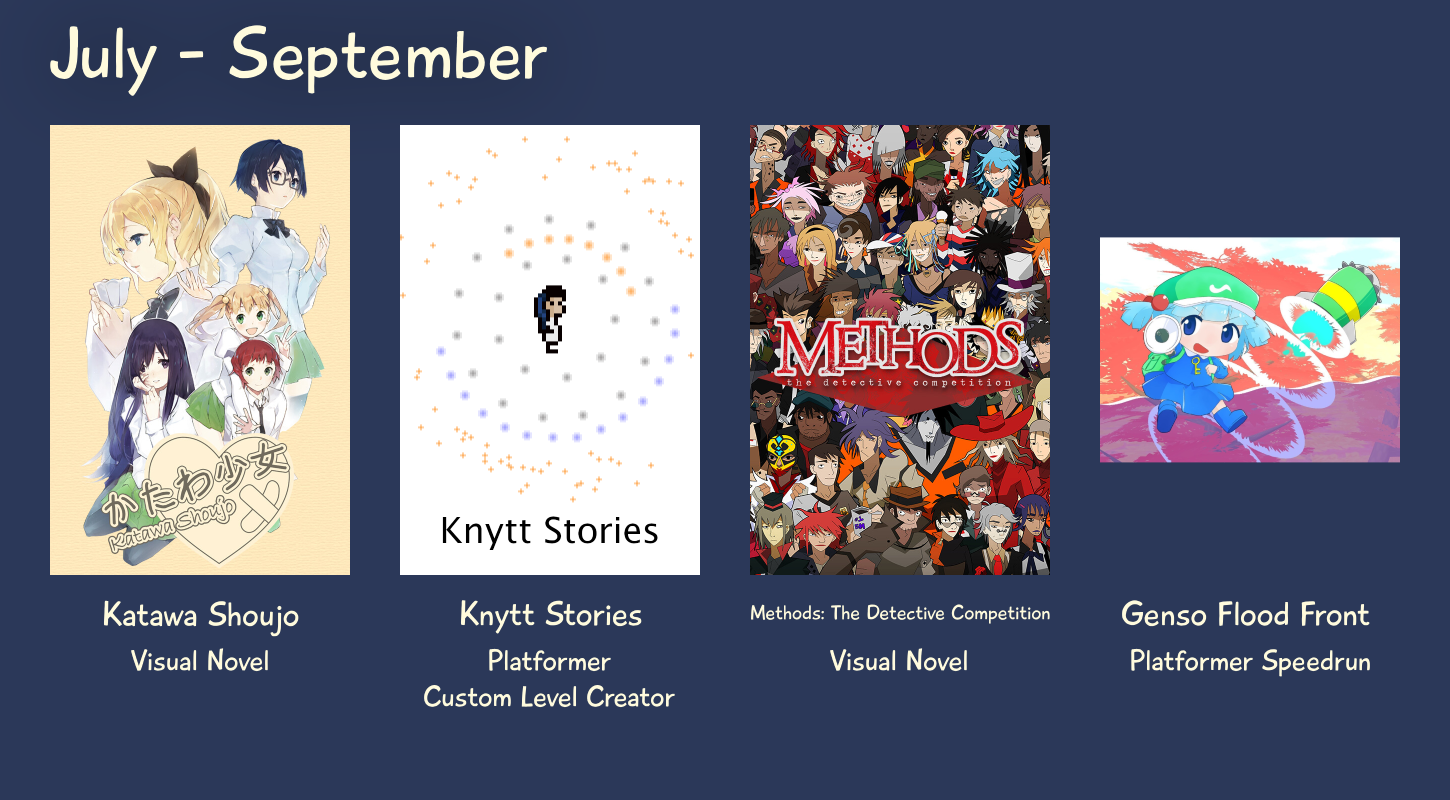 July - September
かたわ少女
Katawa Shoujo
Knytt Stories
METHODS
the detective competition
Katawa Shoujo
Visual Novel
Knytt Stories
Platformer
Custom Level Creator
Methods: The Detective Competition
Visual Novel
Genso Flood Front
Platformer Speedrun